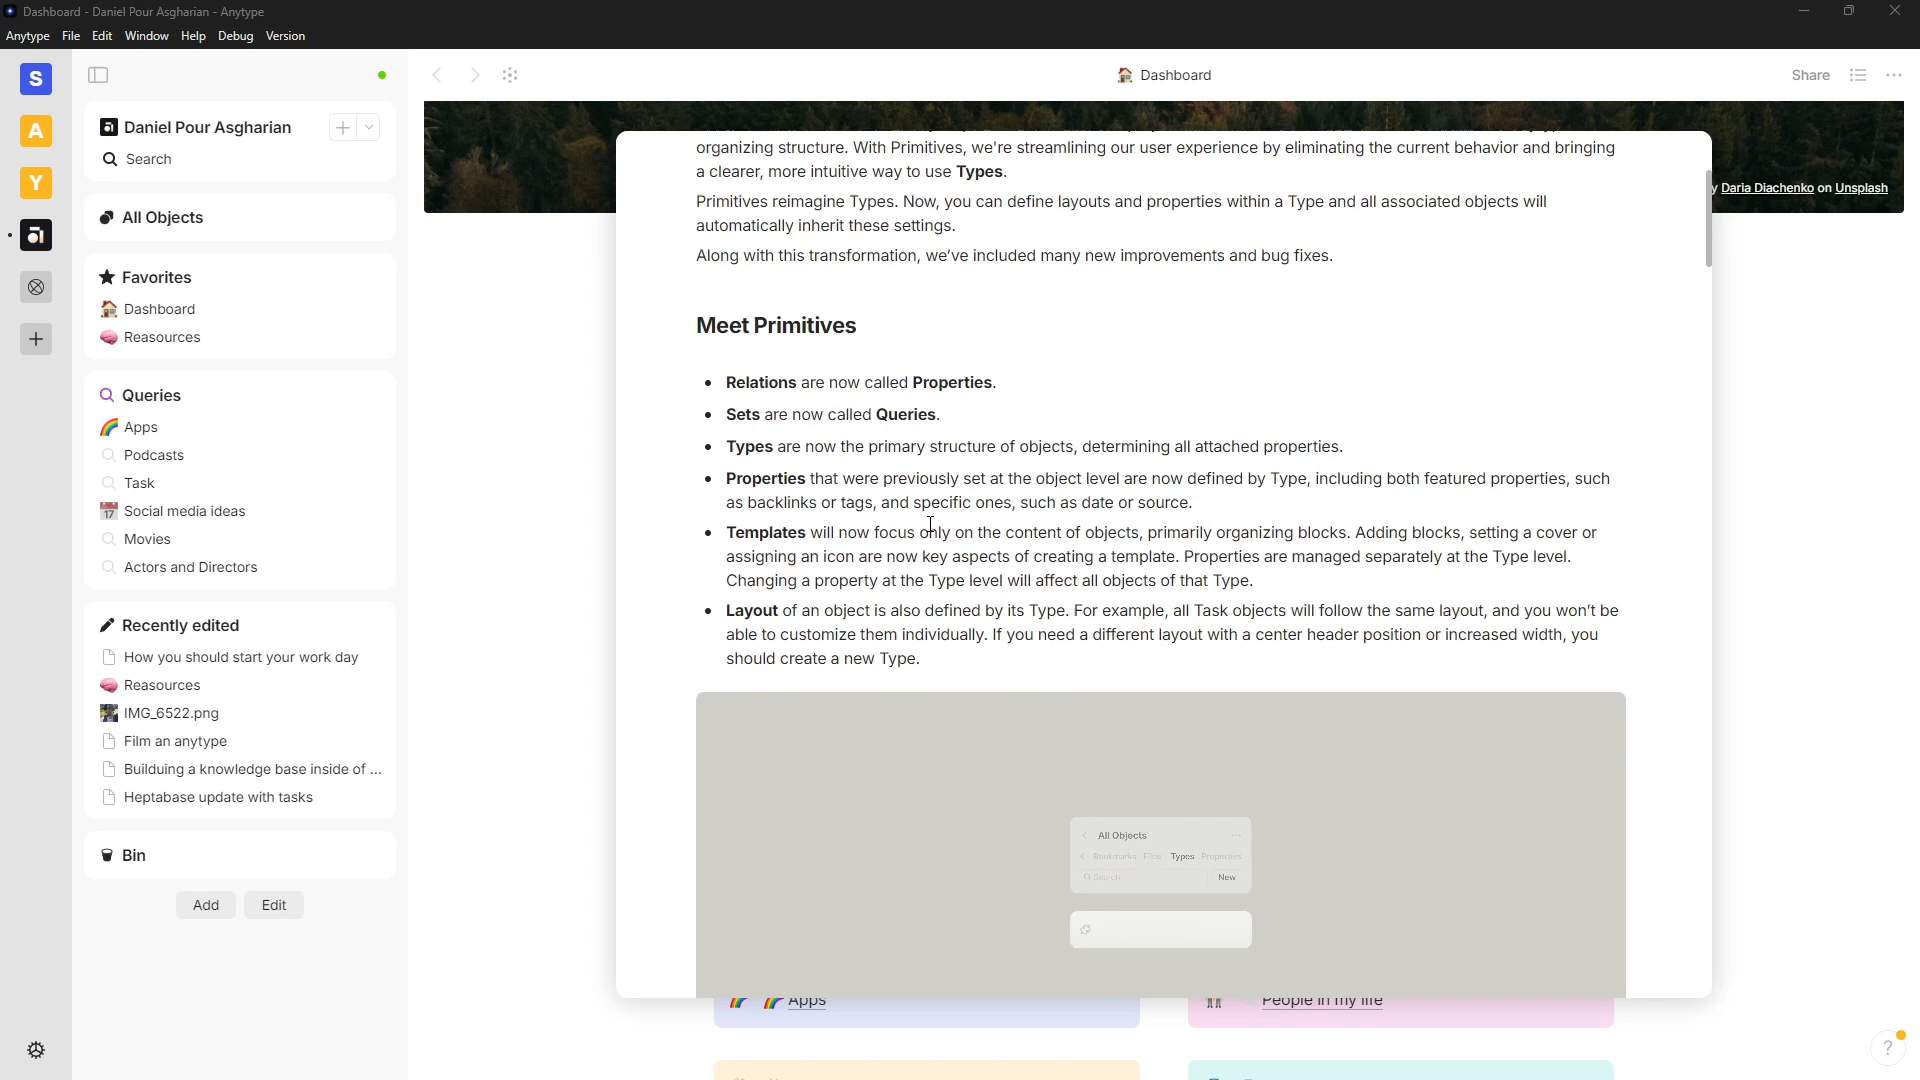 Dashboard - Daniel Pour Asgharian - Anytype
Anytype File Edit Window Help Debug Version
S
A
Y
Daniel Pour Asgharian
Search
All Objects
Favorites
Dashboard
Reasources
Queries
Apps
Podcasts
Task
17 Social media ideas
Movies
Actors and Directors
Recently edited
How you should start your work day
Reasources
IMG_6522.png
Film an anytype
Builduing a knowledge base inside of ...
Heptabase update with tasks
Bin
Add Edit
Dashboard
Share
y Daria Diachenko on Unsplash
organizing structure. With Primitives, we're streamlining our user experience by eliminating the current behavior and bringing
a clearer, more intuitive way to use Types.
Primitives reimagine Types. Now, you can define layouts and properties within a Type and all associated objects will
automatically inherit these settings.
Along with this transformation, we've included many new improvements and bug fixes.
Meet Primitives
• Relations are now called Properties.
• Sets are now called Queries.
• Types are now the primary structure of objects, determining all attached properties.
• Properties that were previously set at the object level are now defined by Type, including both featured properties, such
as backlinks or tags, and specific ones, such as date or source.
• Templates will now focus only on the content of objects, primarily organizing blocks. Adding blocks, setting a cover or
assigning an icon are now key aspects of creating a template. Properties are managed separately at the Type level.
Changing a property at the Type level will affect all objects of that Type.
• Layout of an object is also defined by its Type. For example, all Task objects will follow the same layout, and you won't be
able to customize them individually. If you need a different layout with a center header position or increased width, you
should create a new Type.
All Objects
Bookmarks Files Types Properties
Search New
Apps
People in my life
?